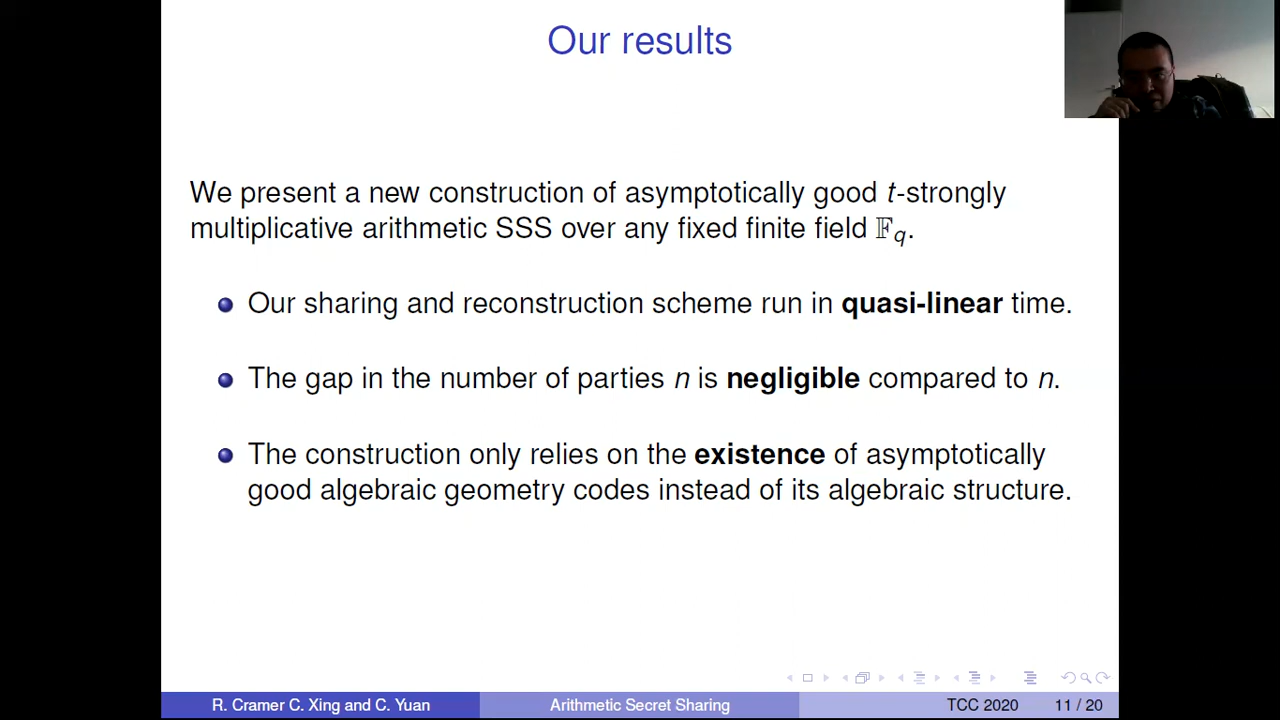 Our results
We present a new construction of asymptotically good t-strongly
multiplicative arithmetic SSS over any fixed finite field 𝔽q.
Our sharing and reconstruction scheme run in quasi-linear time.
The gap in the number of parties n is negligible compared to n.
The construction only relies on the existence of asymptotically
good algebraic geometry codes instead of its algebraic structure.
R. Cramer C. Xing and C. Yuan
Arithmetic Secret Sharing
TCC 2020
11 / 20